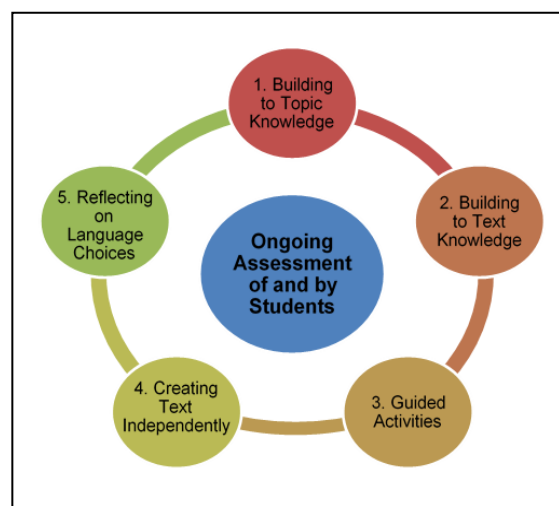 1. Building
to Topic
Knowledge
2. Building
to Text
Knowledge
3. Guided
Activities
4. Creating
Text
Independently
5. Reflecting
on
Language
Choices
Ongoing
Assessment
of and by
Students